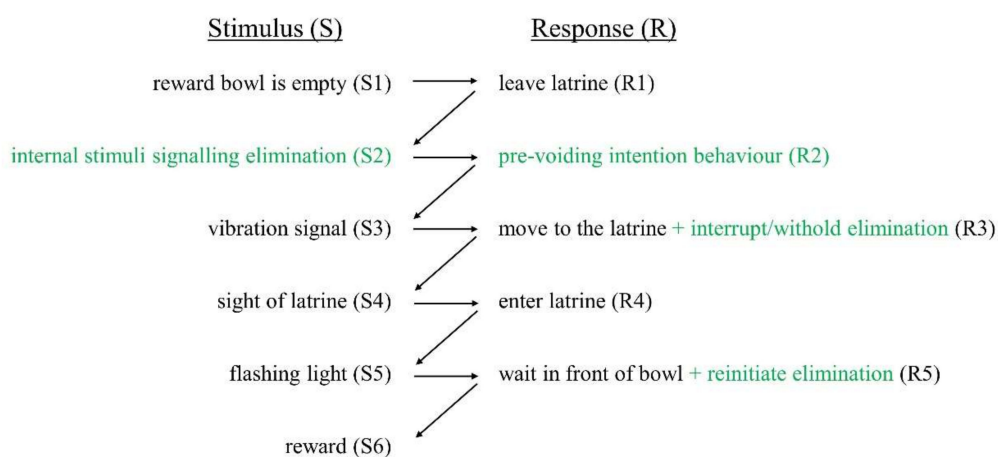 Stimulus (S) Response (R)
reward bowl is empty (S1) leave latrine (R1)
internal stimuli signalling elimination (S2) pre-voiding intention behaviour (R2)
vibration signal (S3) move to the latrine + interrupt/withold elimination (R3)
sight of latrine (S4) enter latrine (R4)
flashing light (S5) wait in front of bowl + reinitiate elimination (R5)
reward (S6)